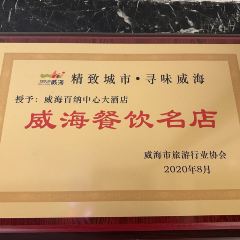 威海
精致城市·寻味威海
授予：威海百纳中心大酒店
威海餐饮名店
威海市旅游行业协会
2020年8月